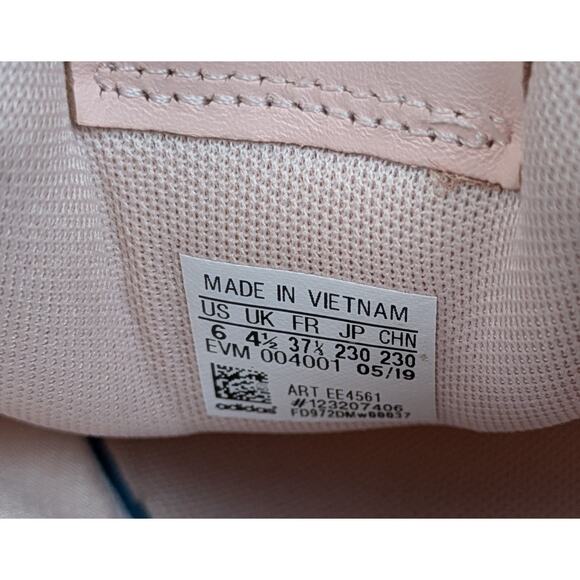 MADE IN VIETNAM
US UK FR JP CHN
6 4½ 37⅓ 230 230
EVM 004001 05/19
ART EE4561
adidas #123207406
FD972DMw00037